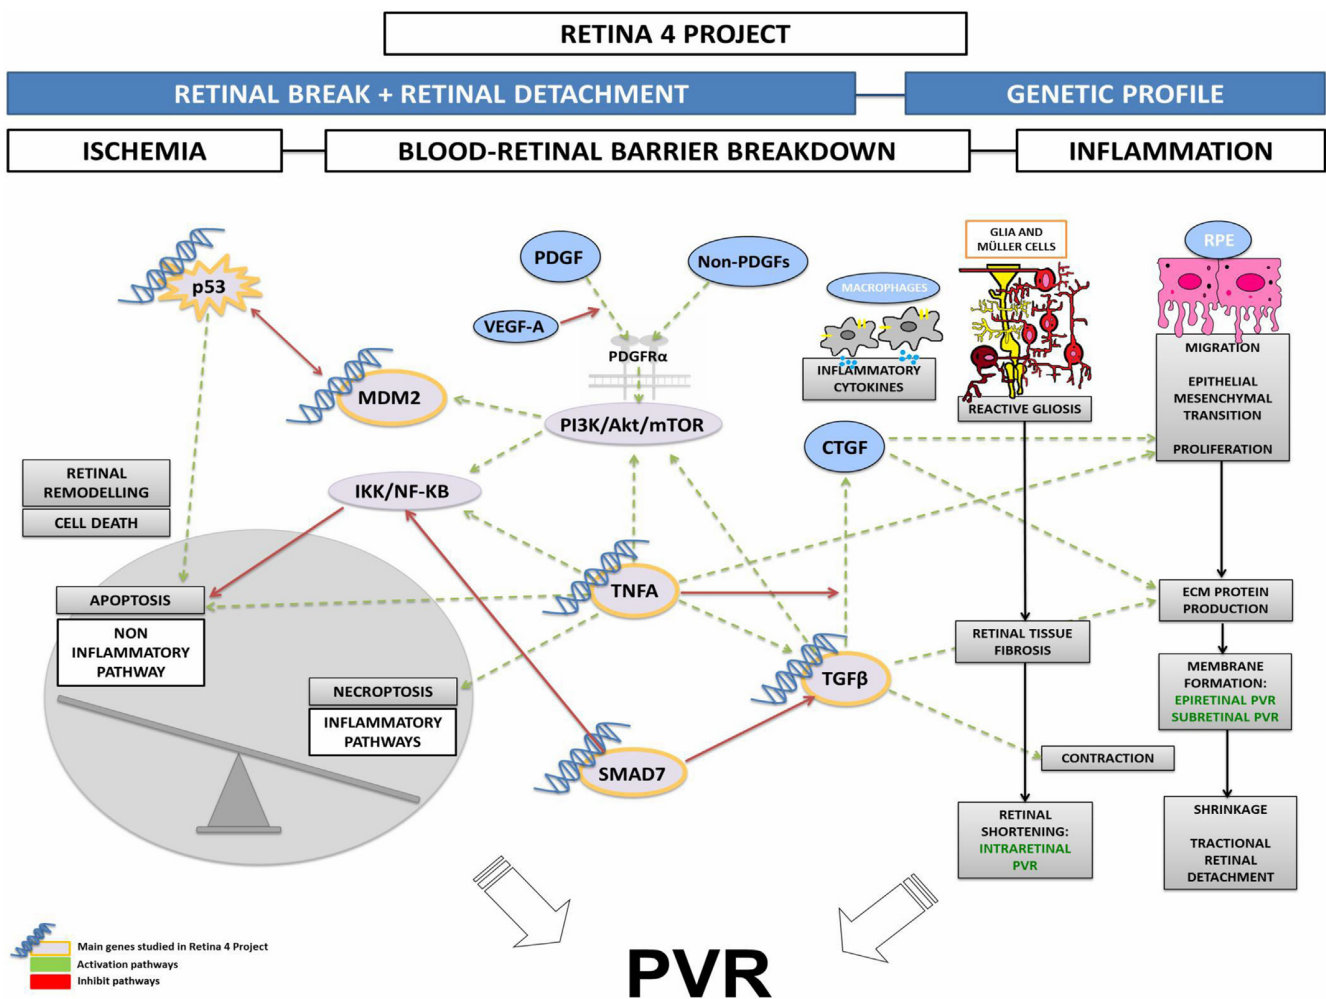 RETINA 4 PROJECT
RETINAL BREAK + RETINAL DETACHMENT
GENETIC PROFILE
ISCHEMIA
BLOOD-RETINAL BARRIER BREAKDOWN
INFLAMMATION
p53
MDM2
PDGF
Non-PDGFs
VEGF-A
PDGFRα
PI3K/Akt/mTOR
IKK/NF-KB
MACROPHAGES
INFLAMMATORY
CYTOKINES
GLIA AND
MÜLLER CELLS
REACTIVE GLIOSIS
RPE
MIGRATION
EPITHELIAL
MESENCHYMAL
TRANSITION
PROLIFERATION
CTGF
RETINAL
REMODELLING
CELL DEATH
APOPTOSIS
NON
INFLAMMATORY
PATHWAY
NECROPTOSIS
INFLAMMATORY
PATHWAYS
TNFA
TGFβ
SMAD7
RETINAL TISSUE
FIBROSIS
ECM PROTEIN
PRODUCTION
MEMBRANE
FORMATION:
EPIRETINAL PVR
SUBRETINAL PVR
CONTRACTION
RETINAL
SHORTENING:
INTRARETINAL
PVR
SHRINKAGE
TRACTIONAL
RETINAL
DETACHMENT
Main genes studied in Retina 4 Project
Activation pathways
Inhibit pathways
PVR